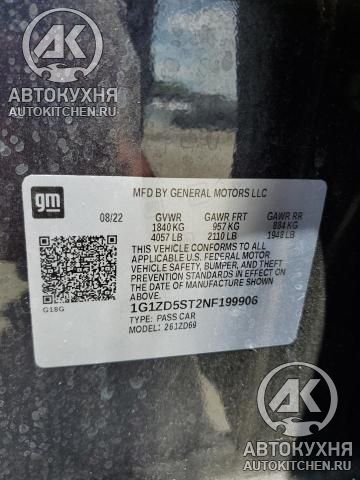 AK
АВТОКУХНЯ
AUTOKITCHEN.RU
gm
MFD BY GENERAL MOTORS LLC
08/22 GVWR GAWR FRT GAWR RR
1840 KG 957 KG 884 KG
4057 LB 2110 LB 1948 LB
THIS VEHICLE CONFORMS TO ALL
APPLICABLE U.S. FEDERAL MOTOR
VEHICLE SAFETY, BUMPER, AND THEFT
PREVENTION STANDARDS IN EFFECT ON
THE DATE OF MANUFACTURE
SHOWN ABOVE.
1G1ZD5ST2NF199906
TYPE: PASS CAR
G18G MODEL: 261ZD69
AK
АВТОКУХНЯ
AUTOKITCHEN.RU